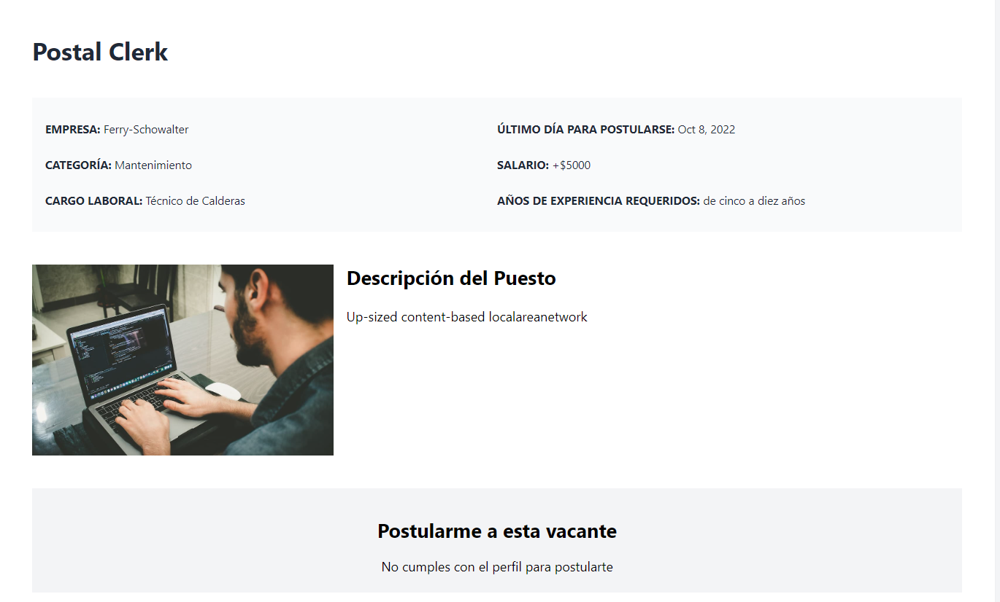 Postal Clerk
EMPRESA: Ferry-Schowalter
ÚLTIMO DÍA PARA POSTULARSE: Oct 8, 2022
CATEGORÍA: Mantenimiento
SALARIO: +$5000
CARGO LABORAL: Técnico de Calderas
AÑOS DE EXPERIENCIA REQUERIDOS: de cinco a diez años
Descripción del Puesto
Up-sized content-based localareanetwork
Postularme a esta vacante
No cumples con el perfil para postularte